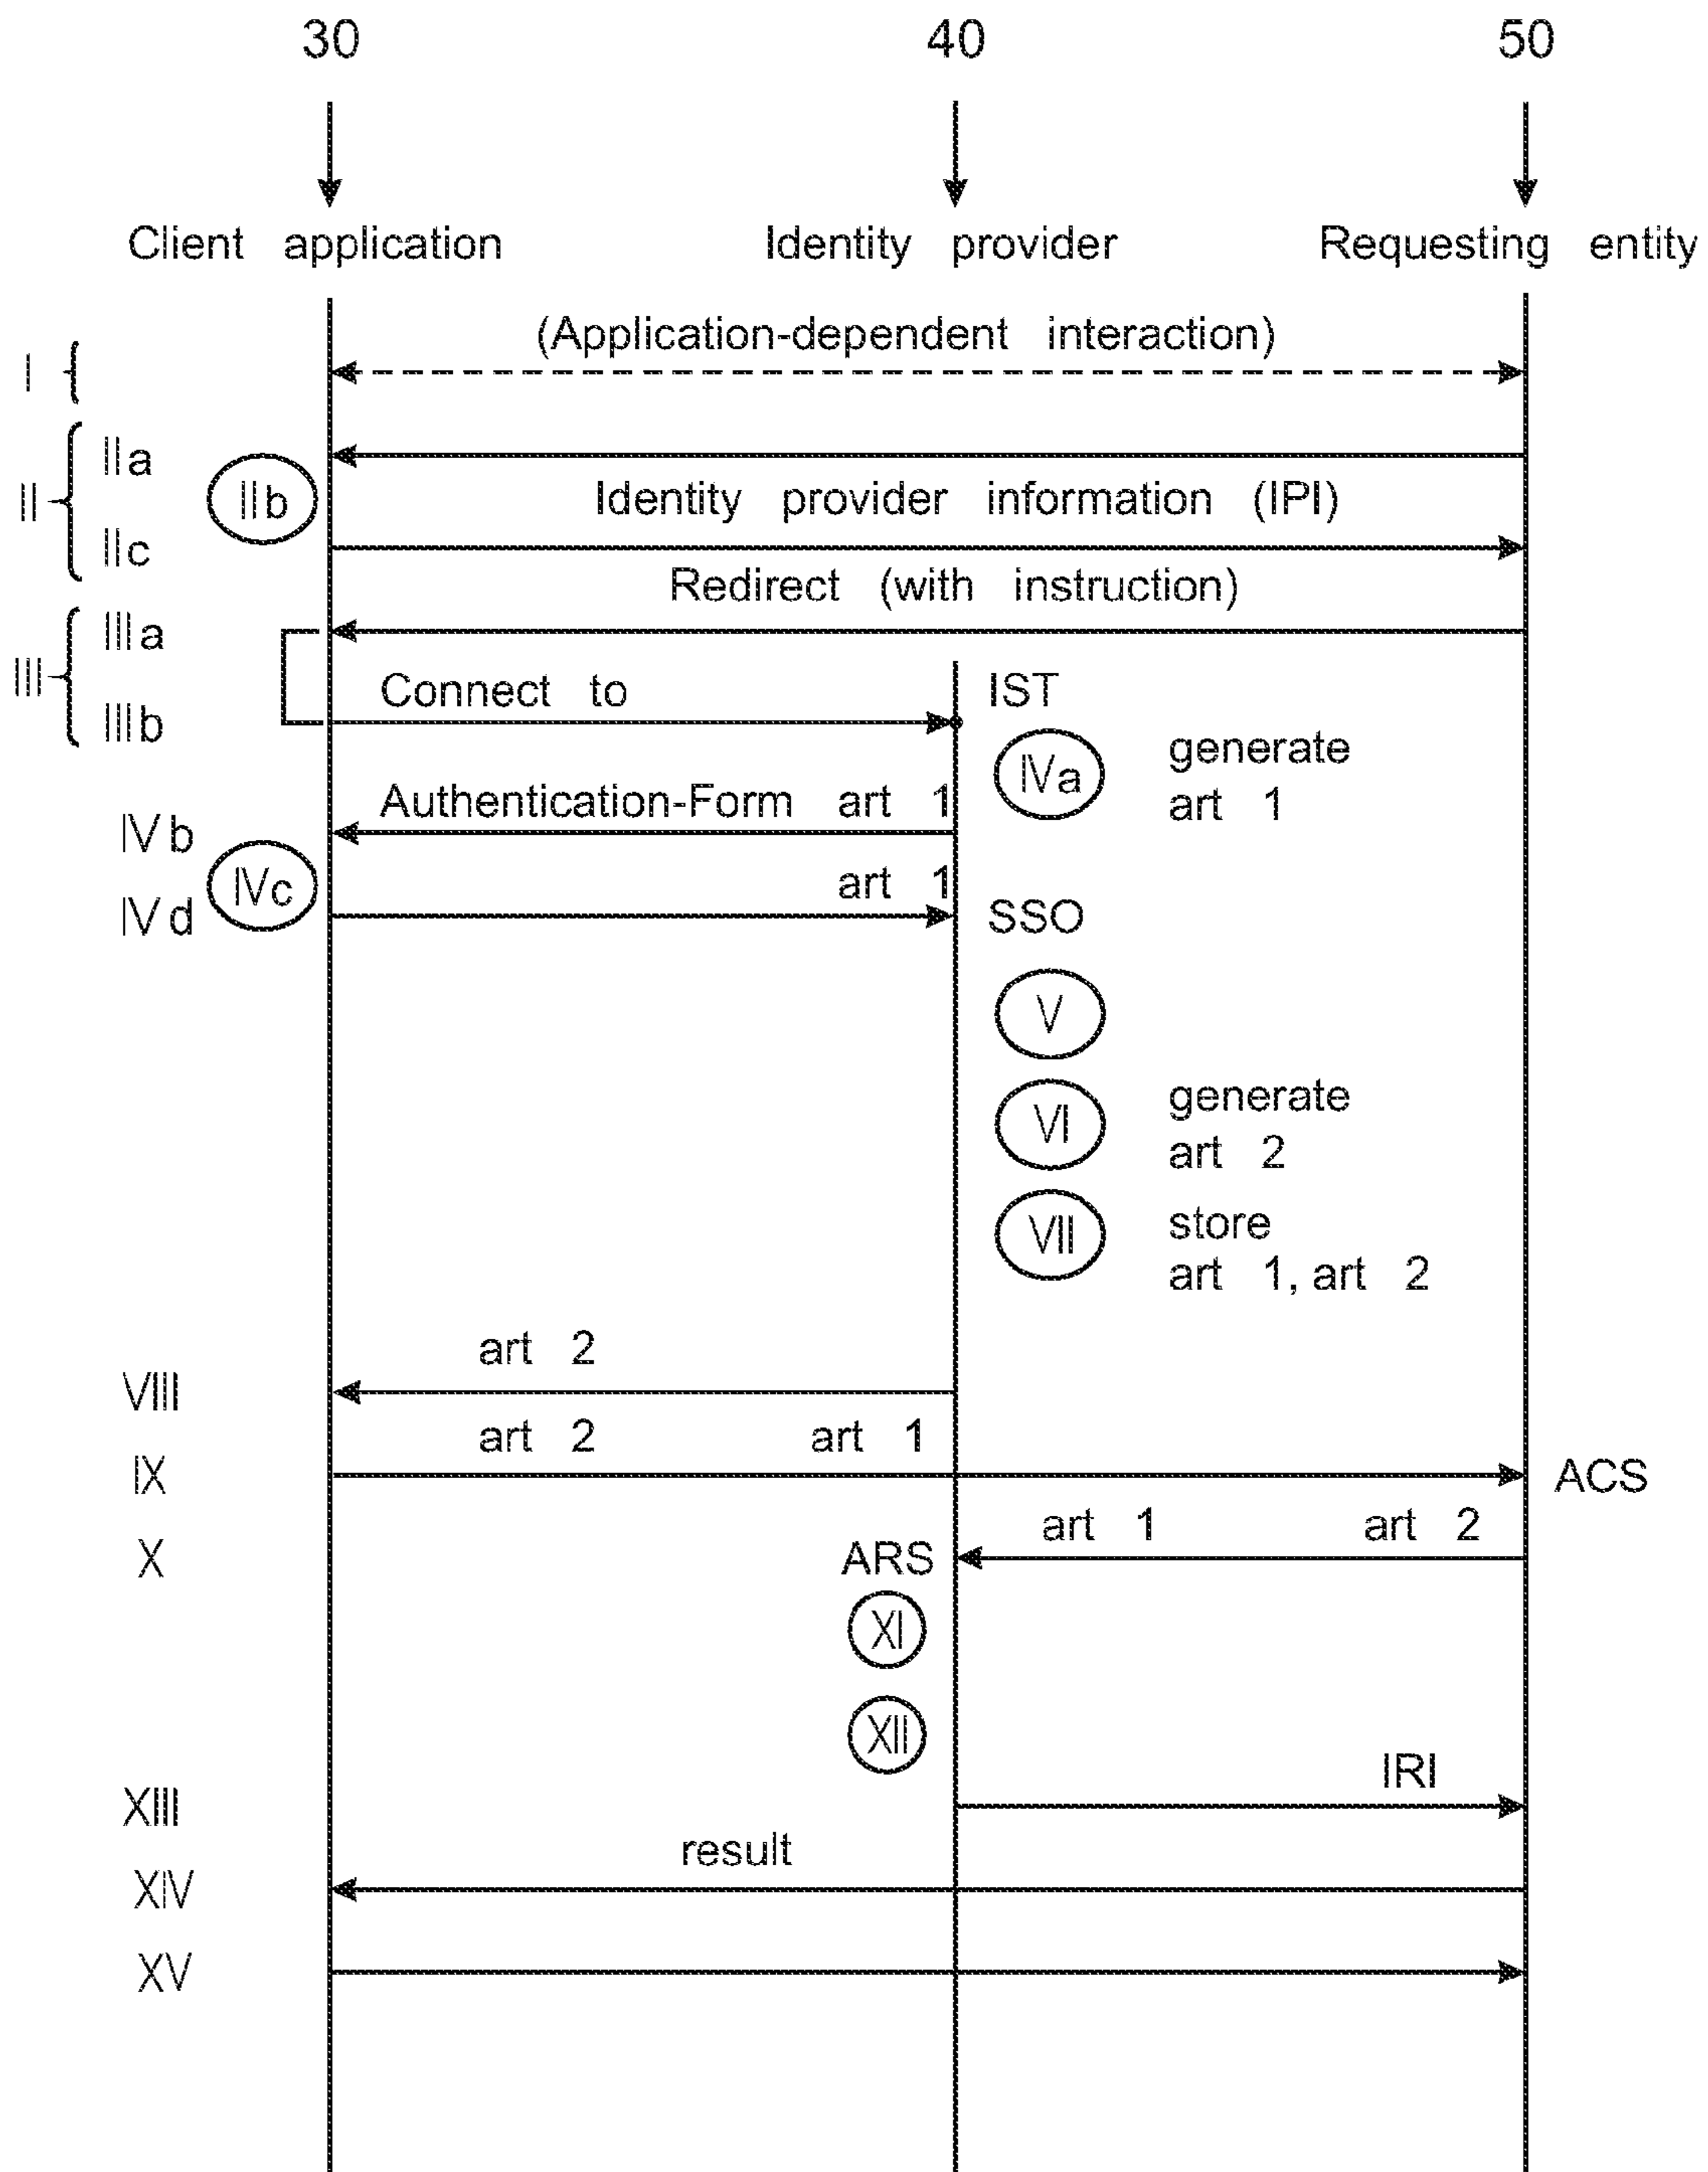 30 40 50
Client application Identity provider Requesting entity
(Application-dependent interaction)
I
IIa
II IIb Identity provider information (IPI)
IIc
Redirect (with instruction)
IIIa
III Connect to IST
IIIb
IVa generate
art 1
Authentication-Form art 1
IVb
IVc art 1
IVd SSO
V
VI generate
art 2
VII store
art 1, art 2
art 2
VIII
art 2 art 1
IX ACS
art 1 art 2
X ARS
XI
XII
IRI
XIII
result
XIV
XV